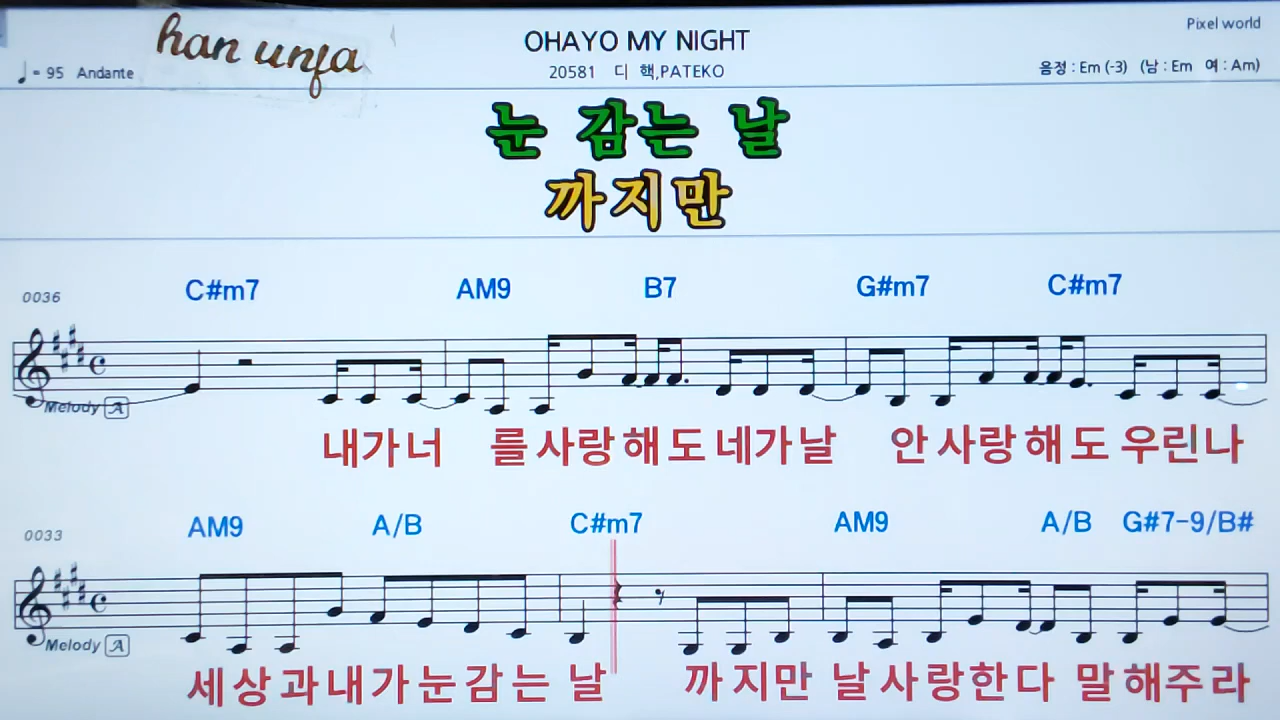 han unfa
Pixel world
OHAYO MY NIGHT
♩= 95 Andante
20581 디 핵,PATEKO
음정 : Em (-3) (남 : Em 여 : Am)
눈 감는 날
까지만
0036
C#m7 AM9 B7 G#m7 C#m7
Melody A
내가너 를사랑해도네가날 안사랑해도 우린나
0033
AM9 A/B C#m7 AM9 A/B G#7-9/B#
Melody A
세상과내가눈감는 날 까지만 날사랑한다 말해주라